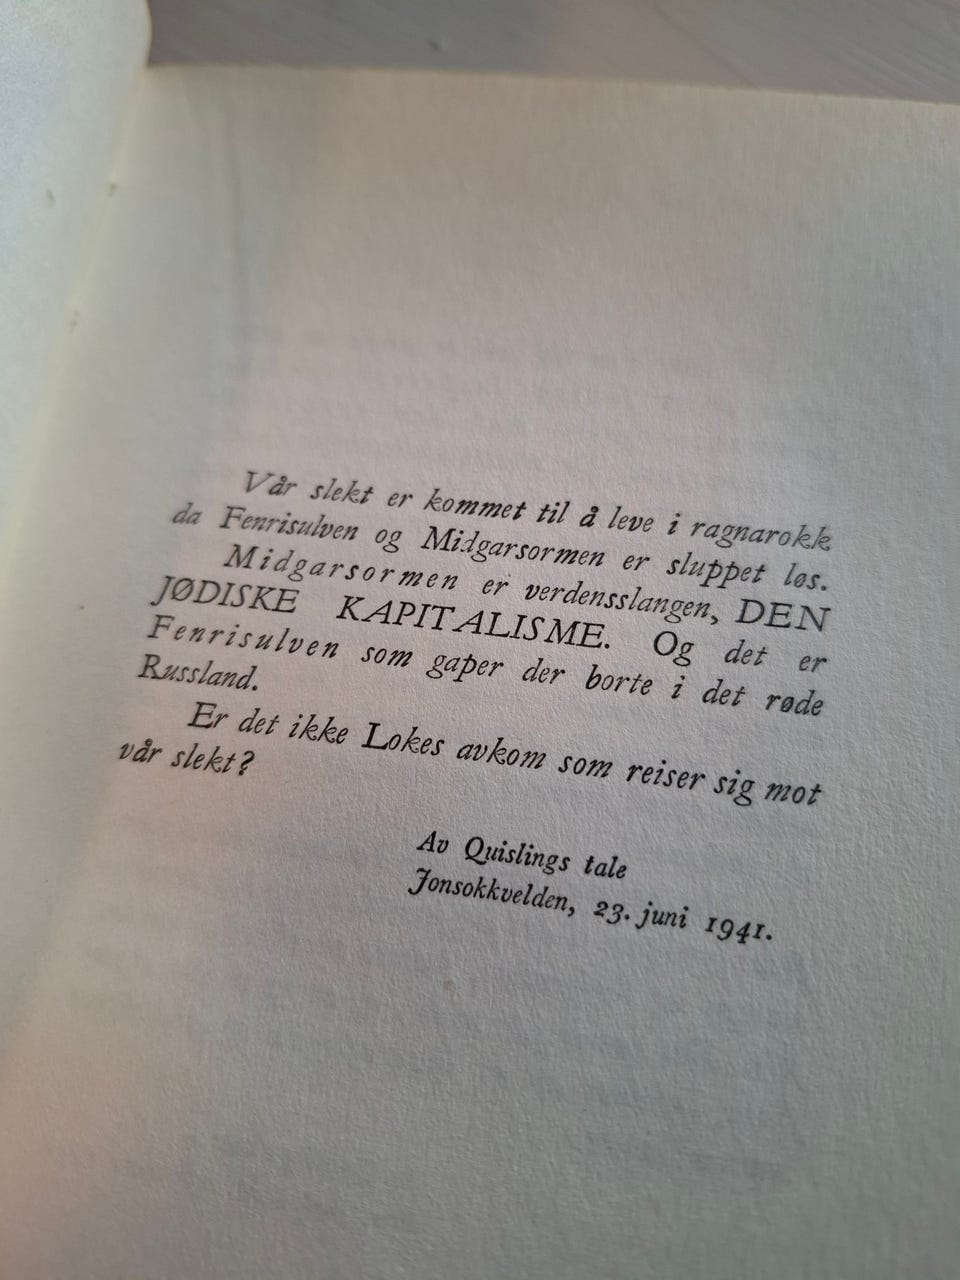 Vår slekt er kommet til å leve i ragnarokk
da Fenrisulven og Midgarsormen er sluppet løs.
Midgarsormen er verdensslangen, DEN
JØDISKE KAPITALISME. Og det er
Fenrisulven som gaper der borte i det røde
Russland.
Er det ikke Lokes avkom som reiser sig mot
vår slekt?
Av Quislings tale
Jonsokkvelden, 23. juni 1941.